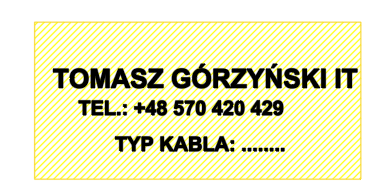 TOMASZ GÓRZYŃSKI IT
TEL.: +48 570 420 429
TYP KABLA: ........